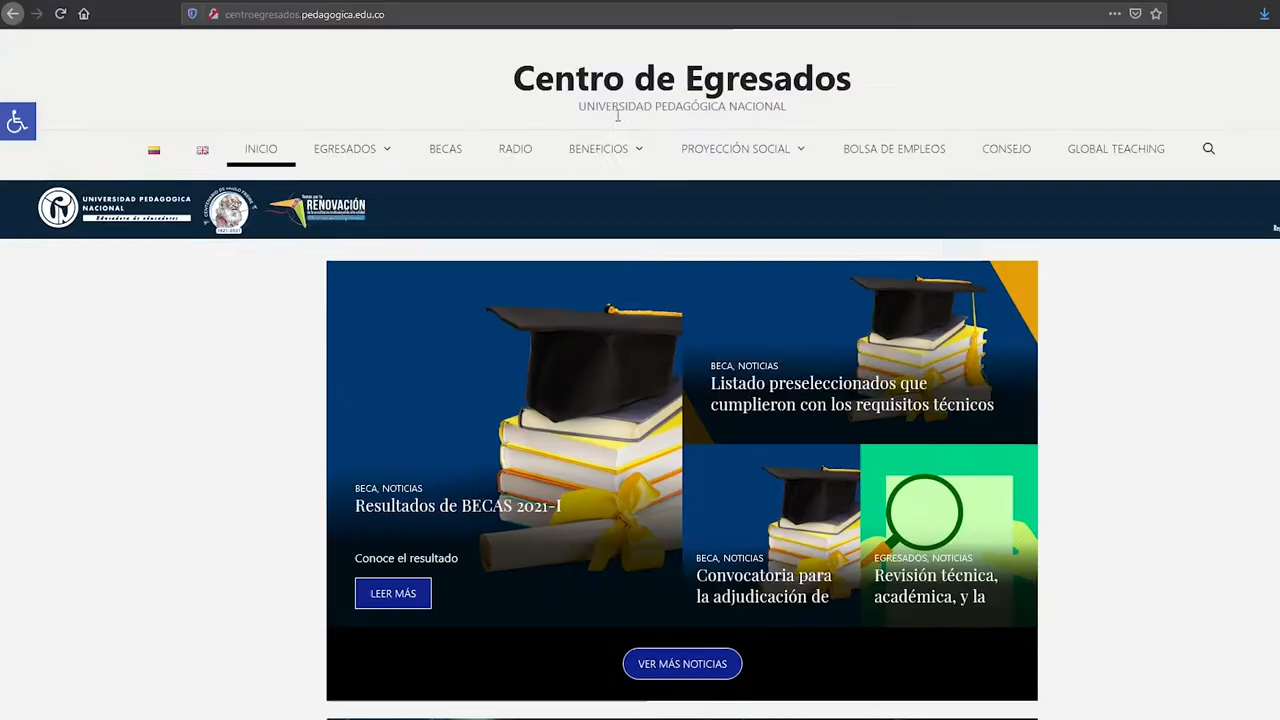 centroegresados.pedagogica.edu.co
Centro de Egresados
UNIVERSIDAD PEDAGÓGICA NACIONAL
INICIO EGRESADOS BECAS RADIO BENEFICIOS PROYECCIÓN SOCIAL BOLSA DE EMPLEOS CONSEJO GLOBAL TEACHING
UNIVERSIDAD PEDAGOGICA
NACIONAL
Educadora de educadores
RENOVACIÓN
BECA, NOTICIAS
Listado preseleccionados que
cumplieron con los requisitos técnicos
BECA, NOTICIAS
Resultados de BECAS 2021-I
Conoce el resultado
LEER MÁS
BECA, NOTICIAS
Convocatoria para
la adjudicación de
EGRESADOS, NOTICIAS
Revisión técnica,
académica, y la
VER MÁS NOTICIAS